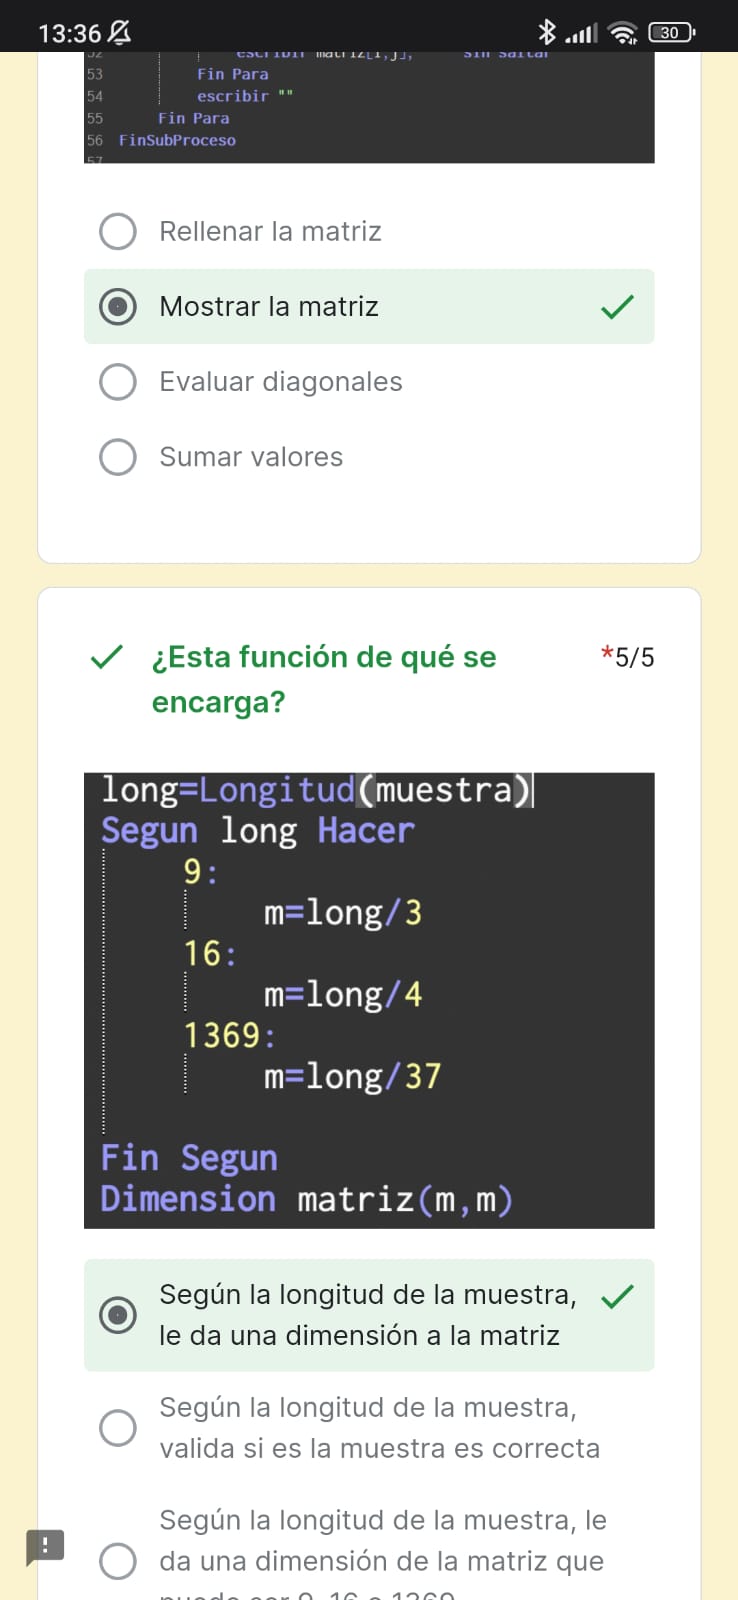 13:36
30
53 Fin Para
54 escribir ""
55 Fin Para
56 FinSubProceso
57
Rellenar la matriz
Mostrar la matriz
Evaluar diagonales
Sumar valores
¿Esta función de qué se
encarga?
*5/5
long=Longitud(muestra)
Segun long Hacer
9:
m=long/3
16:
m=long/4
1369:
m=long/37
Fin Segun
Dimension matriz(m,m)
Según la longitud de la muestra,
le da una dimensión a la matriz
Según la longitud de la muestra,
valida si es la muestra es correcta
Según la longitud de la muestra, le
da una dimensión de la matriz que